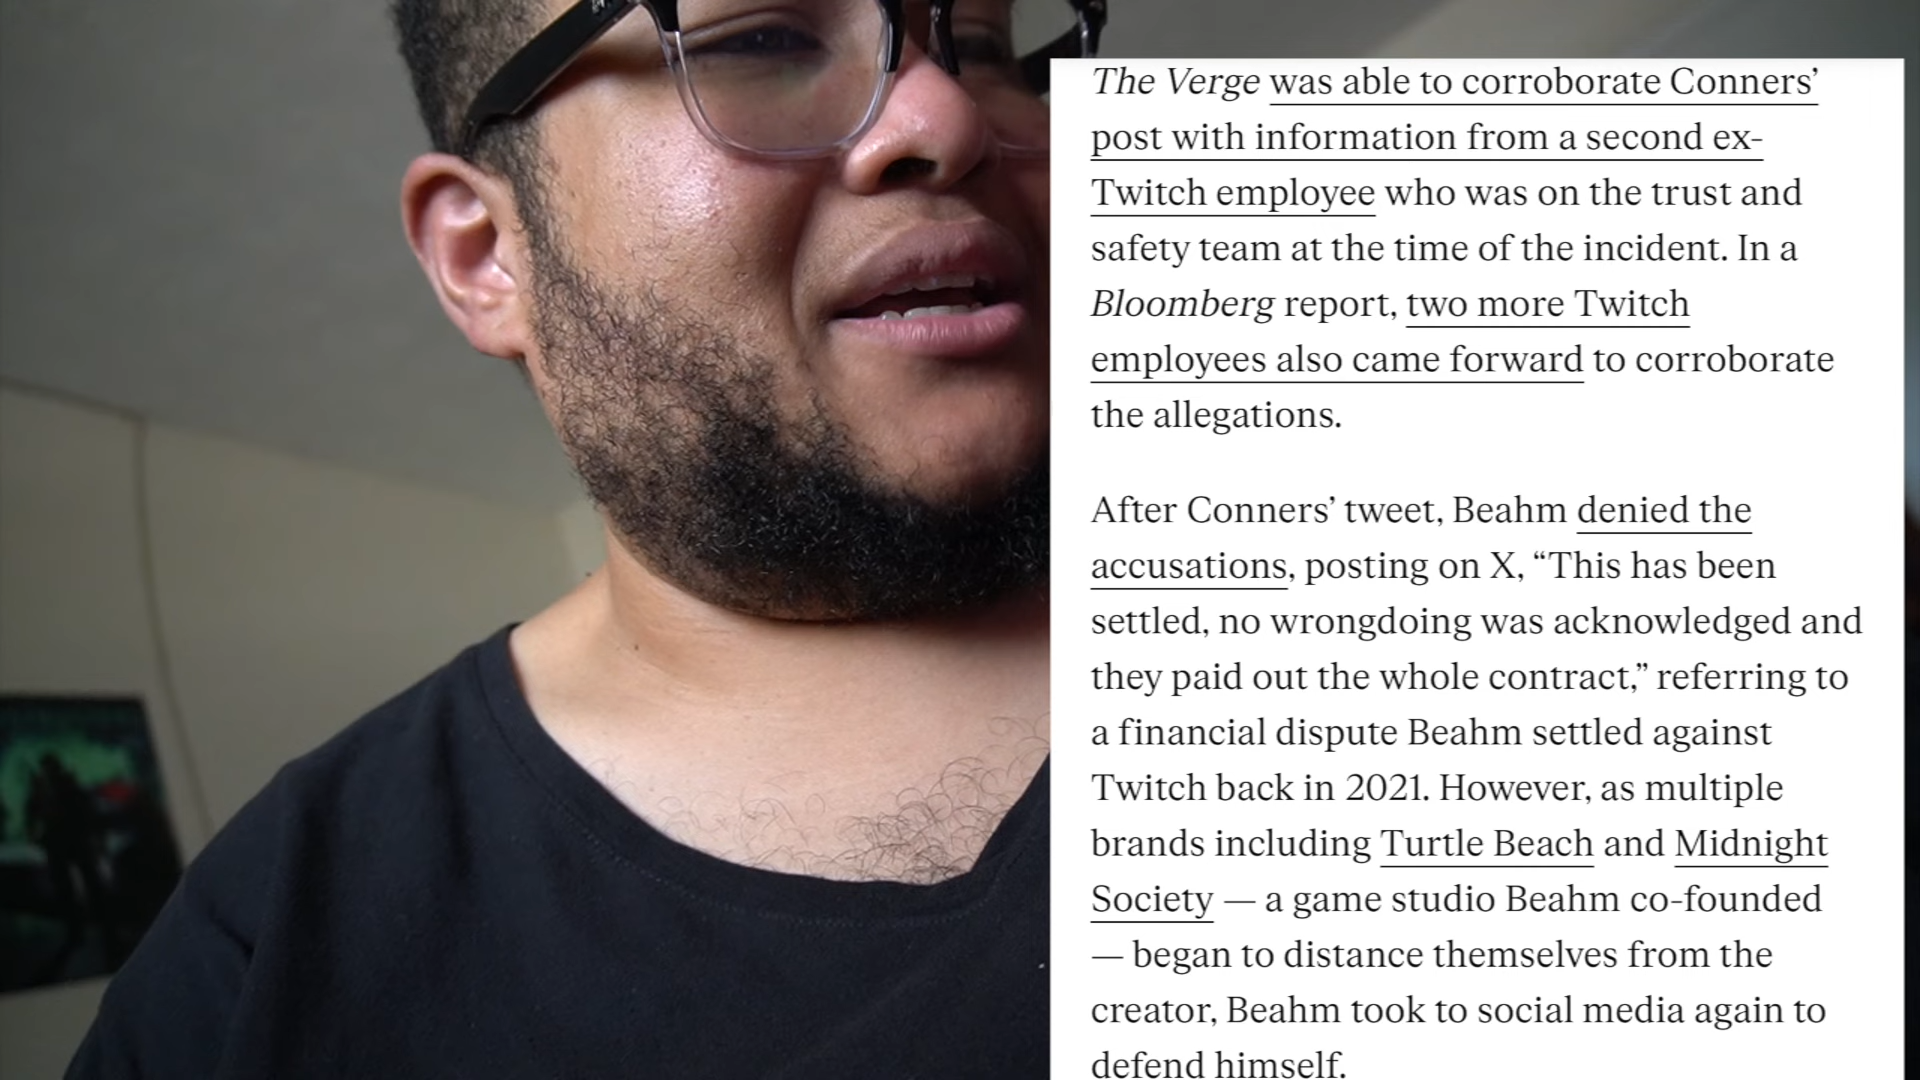 The Verge was able to corroborate Conners’
post with information from a second ex-
Twitch employee who was on the trust and
safety team at the time of the incident. In a
Bloomberg report, two more Twitch
employees also came forward to corroborate
the allegations.
After Conners’ tweet, Beahm denied the
accusations, posting on X, “This has been
settled, no wrongdoing was acknowledged and
they paid out the whole contract,” referring to
a financial dispute Beahm settled against
Twitch back in 2021. However, as multiple
brands including Turtle Beach and Midnight
Society — a game studio Beahm co-founded
— began to distance themselves from the
creator, Beahm took to social media again to
defend himself.